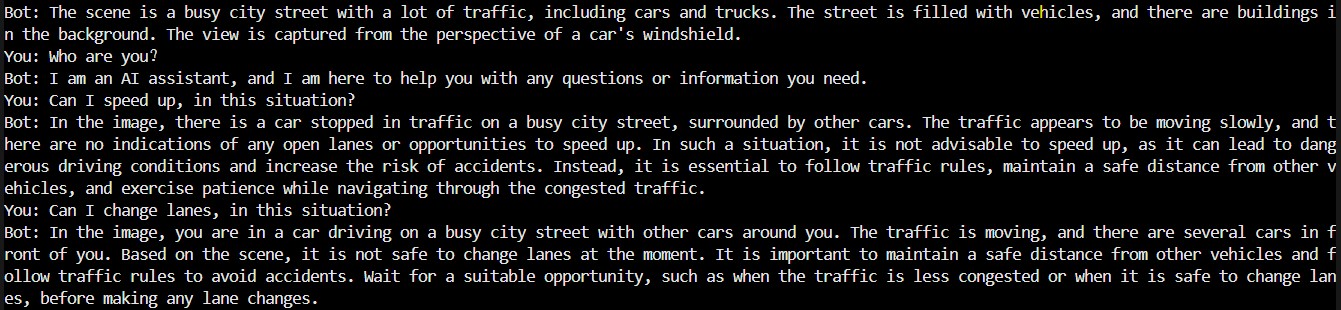 Bot: The scene is a busy city street with a lot of traffic, including cars and trucks. The street is filled with vehicles, and there are buildings i
n the background. The view is captured from the perspective of a car's windshield.
You: Who are you?
Bot: I am an AI assistant, and I am here to help you with any questions or information you need.
You: Can I speed up, in this situation?
Bot: In the image, there is a car stopped in traffic on a busy city street, surrounded by other cars. The traffic appears to be moving slowly, and t
here are no indications of any open lanes or opportunities to speed up. In such a situation, it is not advisable to speed up, as it can lead to dang
erous driving conditions and increase the risk of accidents. Instead, it is essential to follow traffic rules, maintain a safe distance from other v
ehicles, and exercise patience while navigating through the congested traffic.
You: Can I change lanes, in this situation?
Bot: In the image, you are in a car driving on a busy city street with other cars around you. The traffic is moving, and there are several cars in f
ront of you. Based on the scene, it is not safe to change lanes at the moment. It is important to maintain a safe distance from other vehicles and f
ollow traffic rules to avoid accidents. Wait for a suitable opportunity, such as when the traffic is less congested or when it is safe to change lan
es, before making any lane changes.